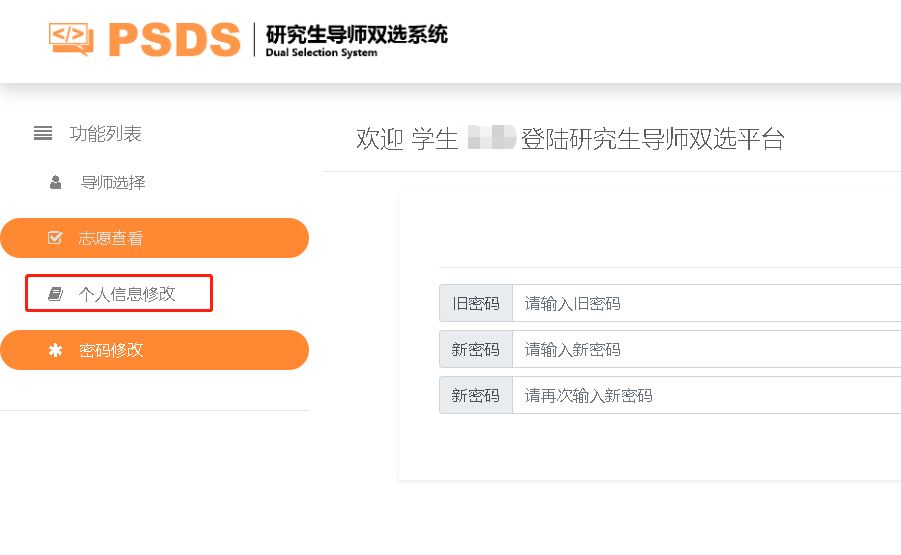 </> PSDS 研究生导师双选系统
Dual Selection System
功能列表
欢迎 学生 登陆研究生导师双选平台
导师选择
志愿查看
个人信息修改
密码修改
旧密码 请输入旧密码
新密码 请输入新密码
新密码 请再次输入新密码